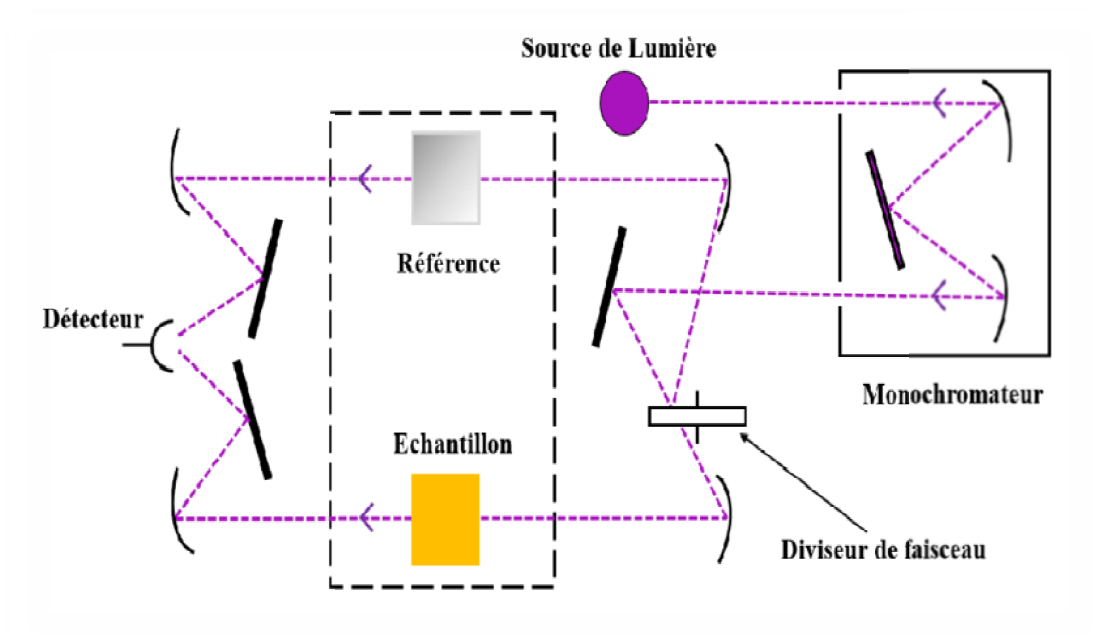 Source de Lumière
Référence
Détecteur
Monochromateur
Echantillon
Diviseur de faisceau